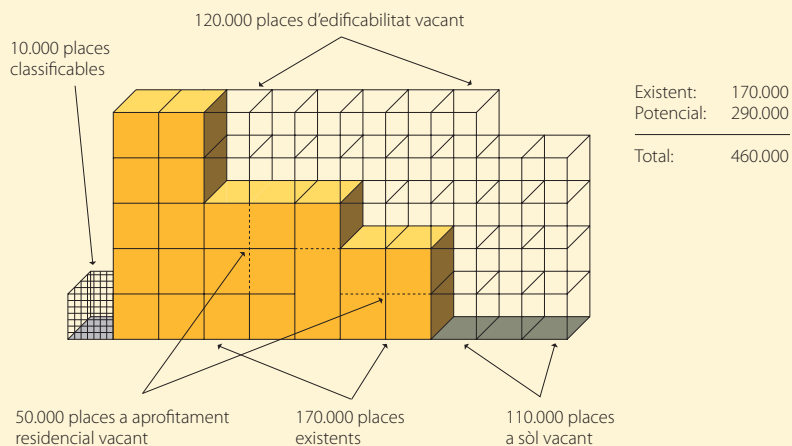 120.000 places d’edificabilitat vacant
10.000 places
classificables
Existent: 170.000
Potencial: 290.000
Total: 460.000
50.000 places a aprofitament
residencial vacant
170.000 places
existents
110.000 places
a sòl vacant